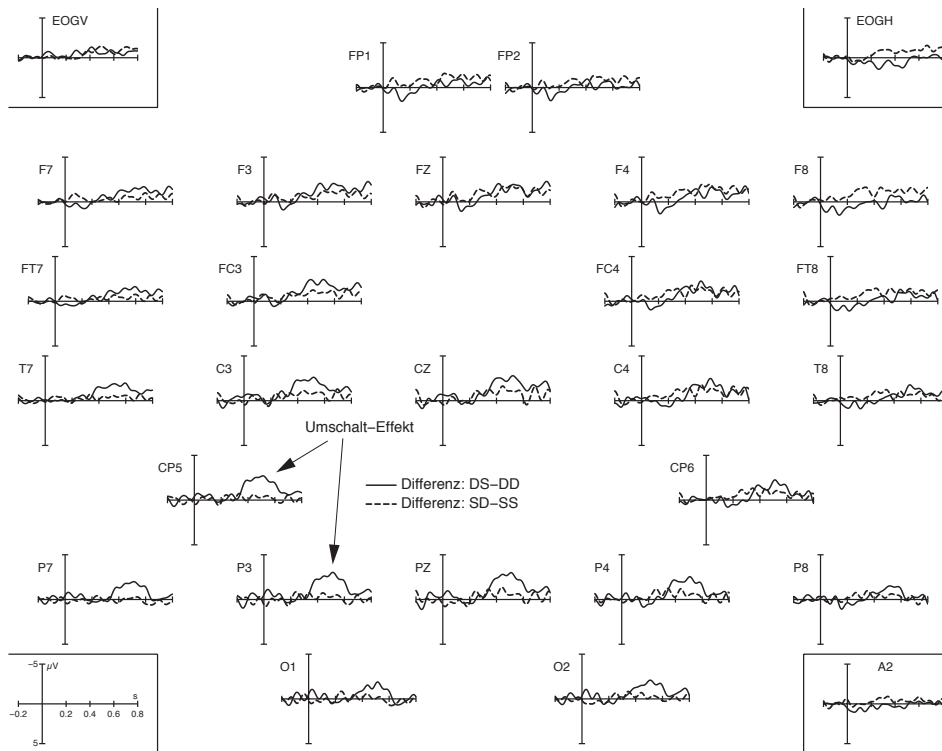 EOGV
EOGH
FP1 FP2
F7 F3 FZ F4 F8
FT7 FC3 FC4 FT8
T7 C3 CZ C4 T8
Umschalt–Effekt
CP5 CP6
Differenz: DS–DD
Differenz: SD–SS
P7 P3 PZ P4 P8
O1 O2 A2
−5 µV
s
−0.2 0.2 0.4 0.6 0.8
5